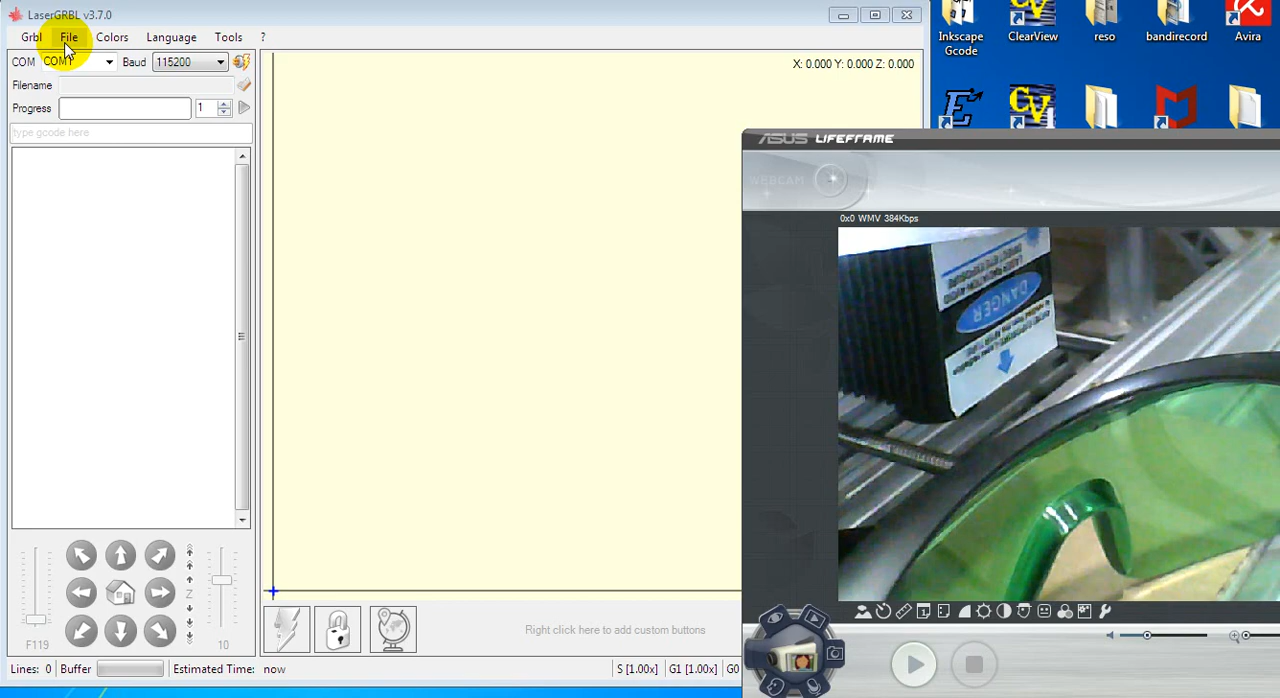 LaserGRBL v3.7.0
Grbl File Colors Language Tools ?
COM COM1 Baud 115200
Filename
Progress 1
type gcode here
X: 0.000 Y: 0.000 Z: 0.000
Z
F119 10
Right click here to add custom buttons
Lines: 0 Buffer Estimated Time: now
S [1.00x] G1 [1.00x] G0
Inkscape Gcode
ClearView
reso
bandirecord
Avira
E
CV
ASUS LIFEFRAME
WEBCAM
0x0 WMV 384Kbps
DANGER